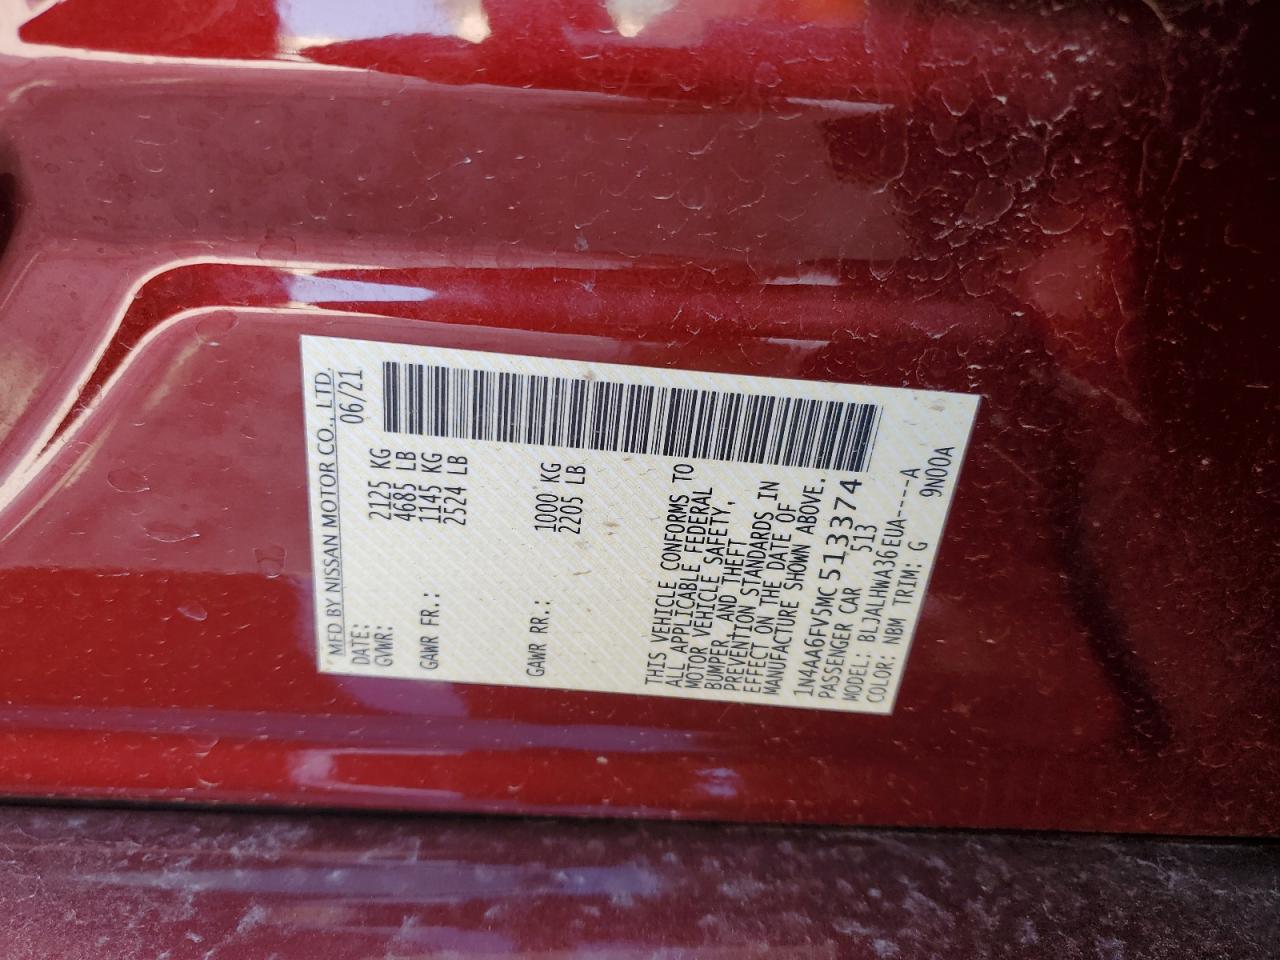 MFD BY NISSAN MOTOR CO., LTD.
DATE: 06/21
GVWR: 2125 KG
4685 LB
GAWR FR.: 1145 KG
2524 LB
GAWR RR.: 1000 KG
2205 LB
THIS VEHICLE CONFORMS TO
ALL APPLICABLE FEDERAL
MOTOR VEHICLE SAFETY,
BUMPER, AND THEFT
PREVENTION STANDARDS IN
EFFECT ON THE DATE OF
MANUFACTURE SHOWN ABOVE.
1N4AA6FV5MC513374
PASSENGER CAR 513
MODEL: BLJALHWA36EUA----A
COLOR: NBM TRIM: G 9N00A